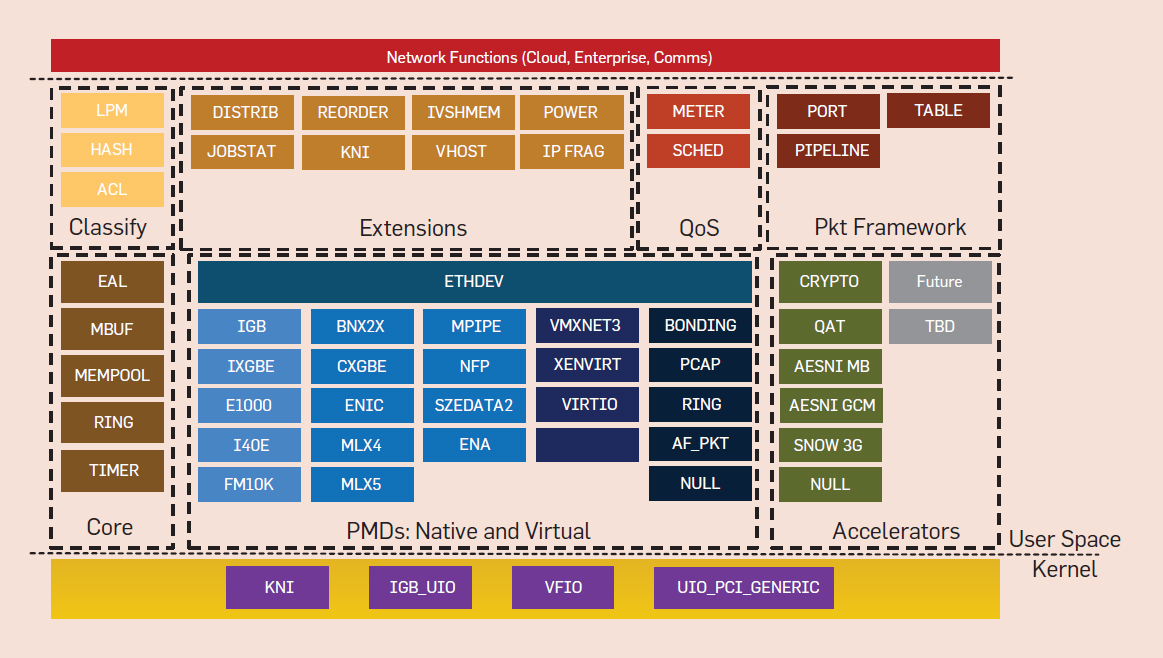 Network Functions (Cloud, Enterprise, Comms)
LPM
HASH
ACL
Classify
DISTRIB
REORDER
IVSHMEM
POWER
JOBSTAT
KNI
VHOST
IP FRAG
Extensions
METER
SCHED
QoS
PORT
TABLE
PIPELINE
Pkt Framework
EAL
MBUF
MEMPOOL
RING
TIMER
Core
ETHDEV
IGB
BNX2X
MPIPE
VMXNET3
BONDING
IXGBE
CXGBE
NFP
XENVIRT
PCAP
E1000
ENIC
SZEDATA2
VIRTIO
RING
I40E
MLX4
ENA
AF_PKT
FM10K
MLX5
NULL
PMDs: Native and Virtual
CRYPTO
Future
QAT
TBD
AESNI MB
AESNI GCM
SNOW 3G
NULL
Accelerators
User Space
Kernel
KNI
IGB_UIO
VFIO
UIO_PCI_GENERIC